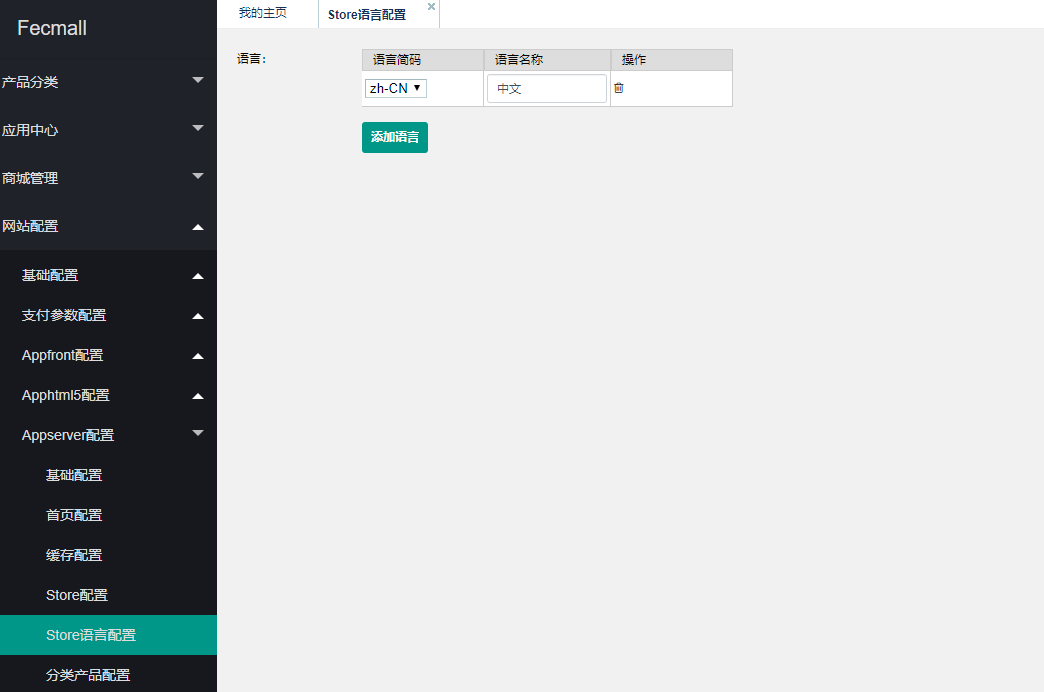 Fecmall
产品分类
应用中心
商城管理
网站配置
基础配置
支付参数配置
Appfront配置
Apphtml5配置
Appserver配置
基础配置
首页配置
缓存配置
Store配置
Store语言配置
分类产品配置
我的主页 Store语言配置
语言：
语言简码 语言名称 操作
zh-CN 中文
添加语言